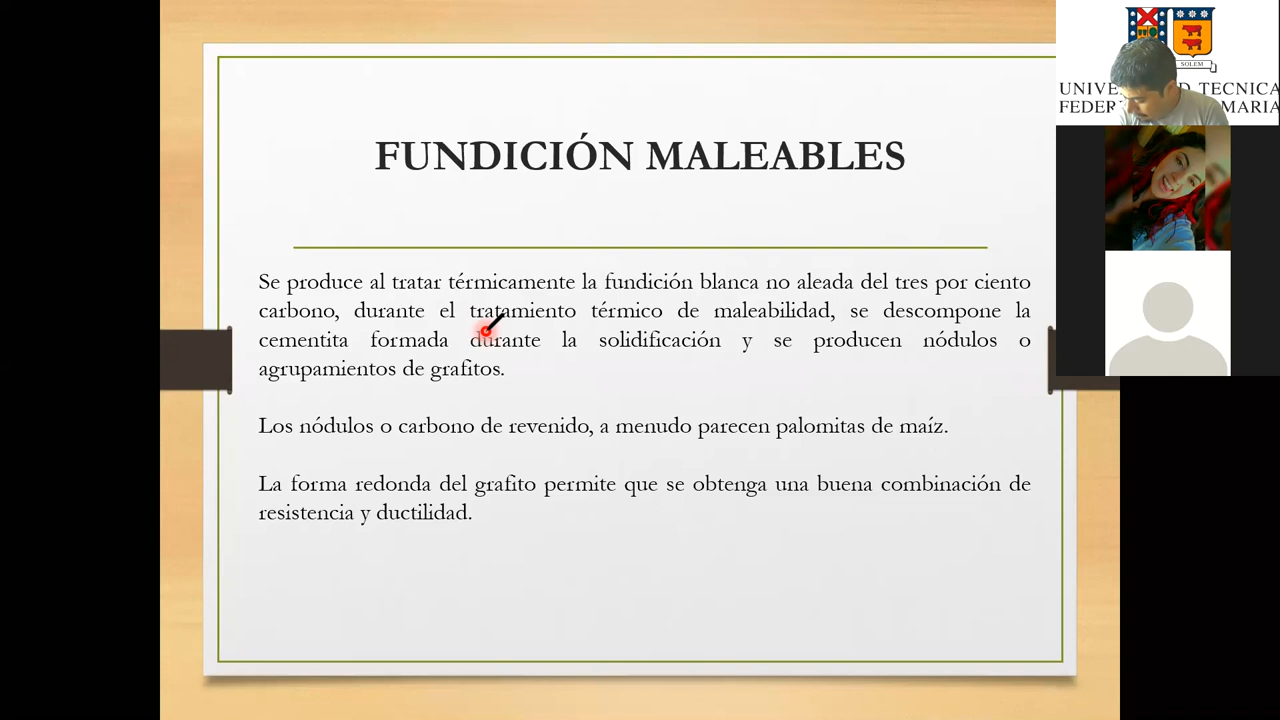 FUNDICIÓN MALEABLES
Se produce al tratar térmicamente la fundición blanca no aleada del tres por ciento
carbono, durante el tratamiento térmico de maleabilidad, se descompone la
cementita formada durante la solidificación y se producen nódulos o
agrupamientos de grafitos.
Los nódulos o carbono de revenido, a menudo parecen palomitas de maíz.
La forma redonda del grafito permite que se obtenga una buena combinación de
resistencia y ductilidad.
SOLEM
TECNICA
MARIA